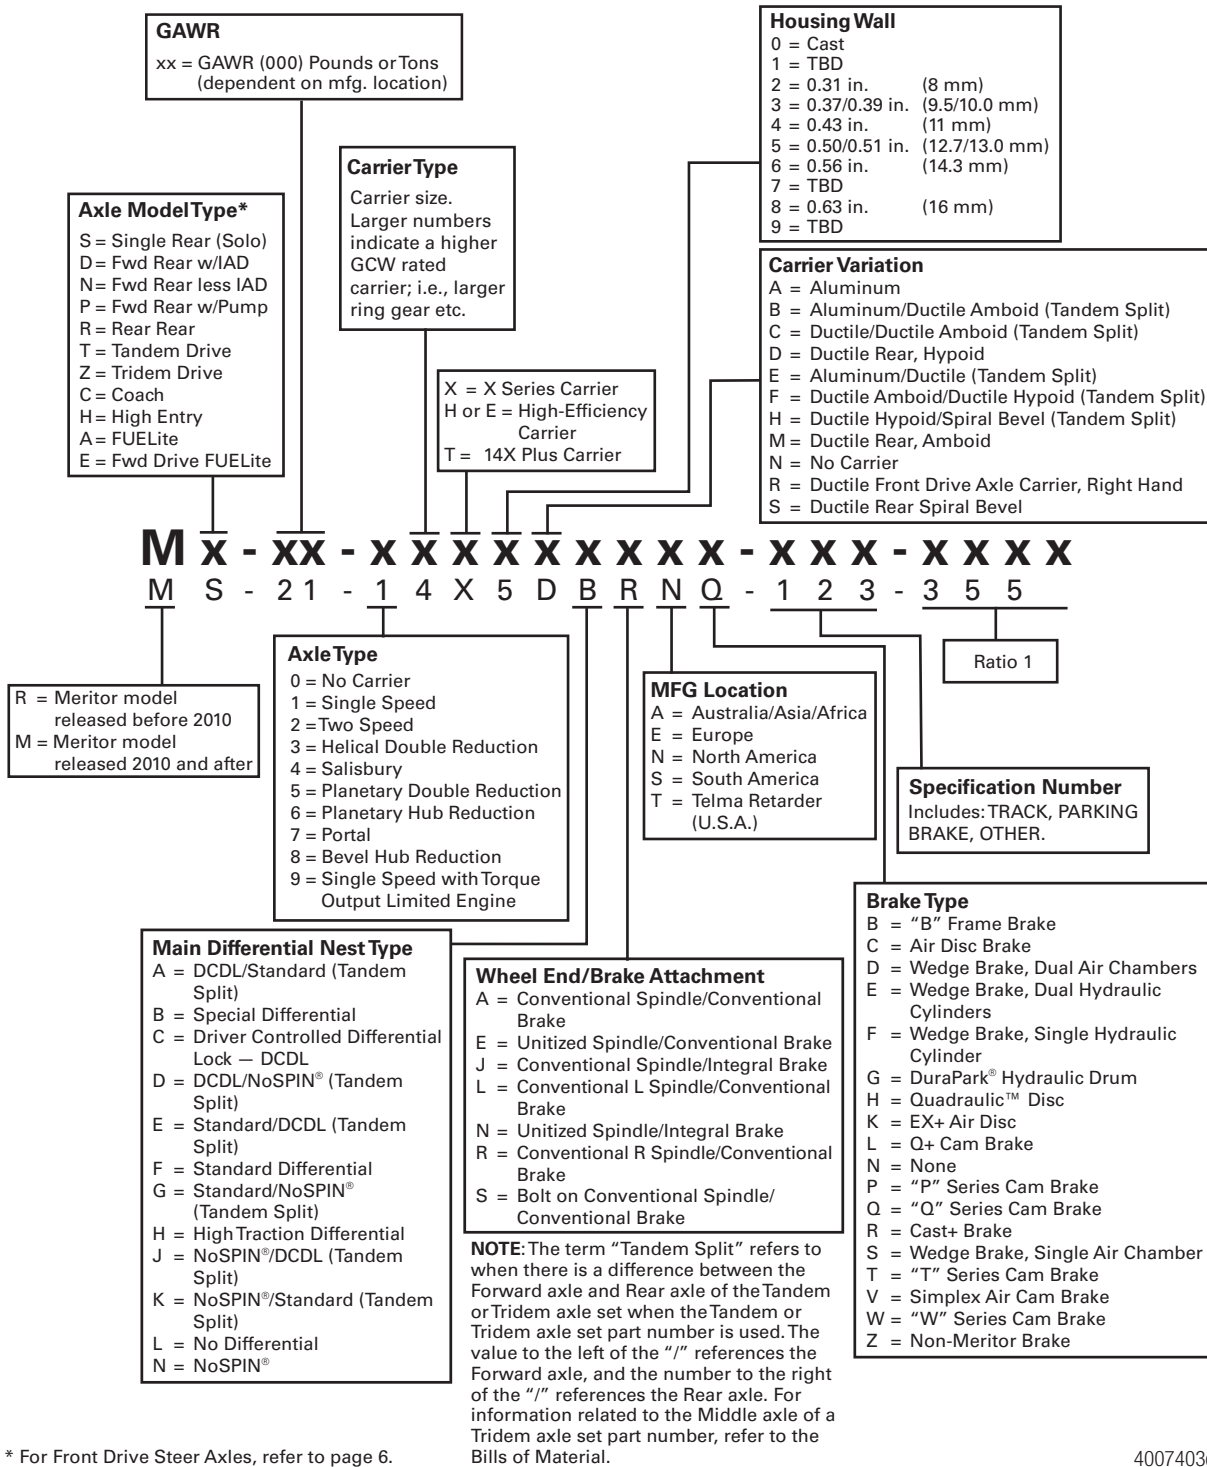 GAWR
xx = GAWR (000) Pounds or Tons
(dependent on mfg. location)
Housing Wall
0 = Cast
1 = TBD
2 = 0.31 in. (8 mm)
3 = 0.37/0.39 in. (9.5/10.0 mm)
4 = 0.43 in. (11 mm)
5 = 0.50/0.51 in. (12.7/13.0 mm)
6 = 0.56 in. (14.3 mm)
7 = TBD
8 = 0.63 in. (16 mm)
9 = TBD
Carrier Type
Carrier size.
Larger numbers
indicate a higher
GCW rated
carrier; i.e., larger
ring gear etc.
Axle Model Type*
S = Single Rear (Solo)
D = Fwd Rear w/IAD
N = Fwd Rear less IAD
P = Fwd Rear w/Pump
R = Rear Rear
T = Tandem Drive
Z = Tridem Drive
C = Coach
H = High Entry
A = FUELite
E = Fwd Drive FUELite
Carrier Variation
A = Aluminum
B = Aluminum/Ductile Amboid (Tandem Split)
C = Ductile/Ductile Amboid (Tandem Split)
D = Ductile Rear, Hypoid
E = Aluminum/Ductile (Tandem Split)
F = Ductile Amboid/Ductile Hypoid (Tandem Split)
H = Ductile Hypoid/Spiral Bevel (Tandem Split)
M = Ductile Rear, Amboid
N = No Carrier
R = Ductile Front Drive Axle Carrier, Right Hand
S = Ductile Rear Spiral Bevel
X = X Series Carrier
H or E = High-Efficiency
Carrier
T = 14X Plus Carrier
M x - xx - x x x x x x x x x - x x x - x x x x
M S - 2 1 - 1 4 X 5 D B R N Q - 1 2 3 - 3 5 5
Ratio 1
R = Meritor model
released before 2010
M = Meritor model
released 2010 and after
Axle Type
0 = No Carrier
1 = Single Speed
2 = Two Speed
3 = Helical Double Reduction
4 = Salisbury
5 = Planetary Double Reduction
6 = Planetary Hub Reduction
7 = Portal
8 = Bevel Hub Reduction
9 = Single Speed with Torque
Output Limited Engine
MFG Location
A = Australia/Asia/Africa
E = Europe
N = North America
S = South America
T = Telma Retarder
(U.S.A.)
Specification Number
Includes: TRACK, PARKING
BRAKE, OTHER.
Main Differential Nest Type
A = DCDL/Standard (Tandem
Split)
B = Special Differential
C = Driver Controlled Differential
Lock — DCDL
D = DCDL/NoSPIN® (Tandem
Split)
E = Standard/DCDL (Tandem
Split)
F = Standard Differential
G = Standard/NoSPIN®
(Tandem Split)
H = High Traction Differential
J = NoSPIN®/DCDL (Tandem
Split)
K = NoSPIN®/Standard (Tandem
Split)
L = No Differential
N = NoSPIN®
Wheel End/Brake Attachment
A = Conventional Spindle/Conventional
Brake
E = Unitized Spindle/Conventional Brake
J = Conventional Spindle/Integral Brake
L = Conventional L Spindle/Conventional
Brake
N = Unitized Spindle/Integral Brake
R = Conventional R Spindle/Conventional
Brake
S = Bolt on Conventional Spindle/
Conventional Brake
NOTE: The term “Tandem Split” refers to
when there is a difference between the
Forward axle and Rear axle of the Tandem
or Tridem axle set when the Tandem or
Tridem axle set part number is used. The
value to the left of the “/” references the
Forward axle, and the number to the right
of the “/” references the Rear axle. For
information related to the Middle axle of a
Tridem axle set part number, refer to the
Bills of Material.
Brake Type
B = “B” Frame Brake
C = Air Disc Brake
D = Wedge Brake, Dual Air Chambers
E = Wedge Brake, Dual Hydraulic
Cylinders
F = Wedge Brake, Single Hydraulic
Cylinder
G = DuraPark® Hydraulic Drum
H = Quadraulic™ Disc
K = EX+ Air Disc
L = Q+ Cam Brake
N = None
P = “P” Series Cam Brake
Q = “Q” Series Cam Brake
R = Cast+ Brake
S = Wedge Brake, Single Air Chamber
T = “T” Series Cam Brake
V = Simplex Air Cam Brake
W = “W” Series Cam Brake
Z = Non-Meritor Brake
* For Front Drive Steer Axles, refer to page 6.
4007403